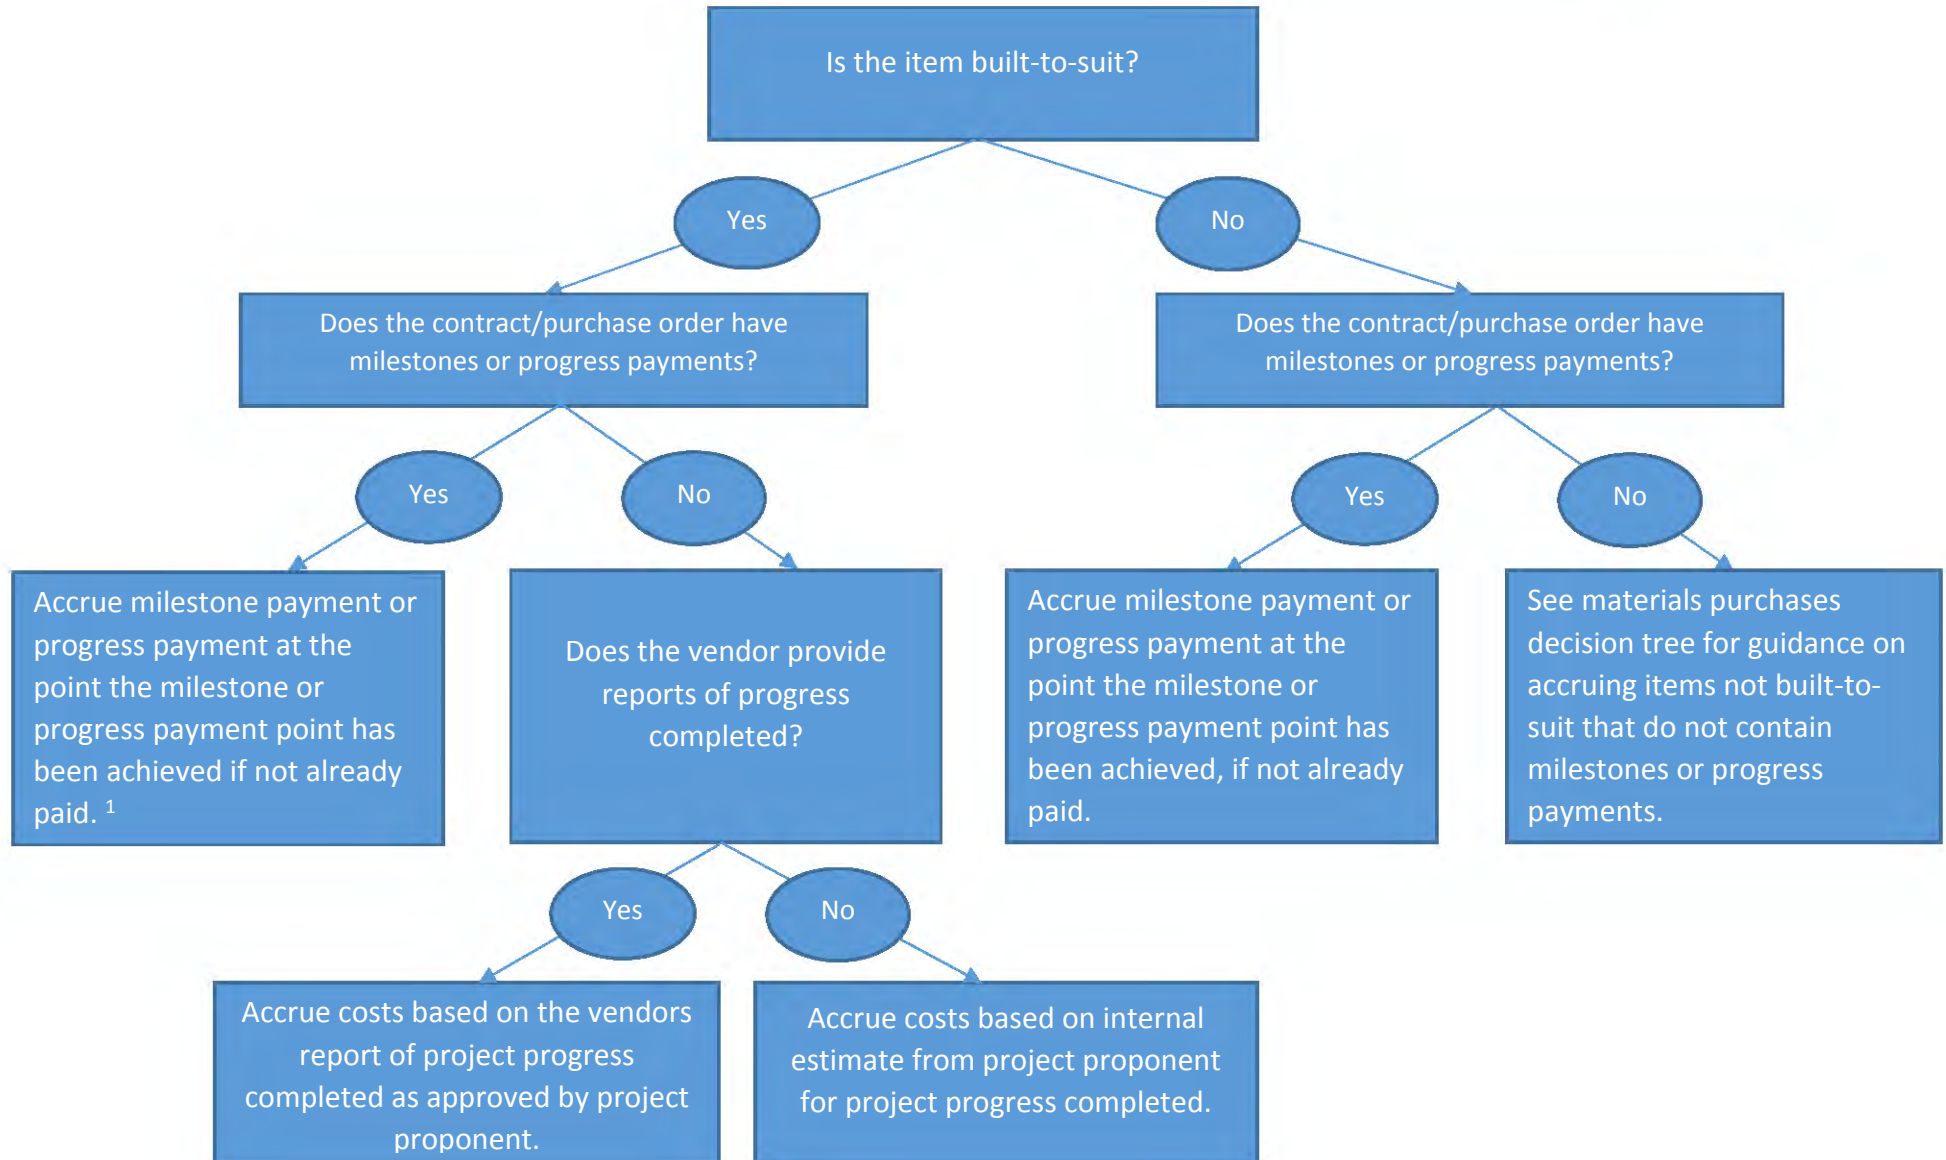 Is the item built-to-suit?
Yes
No
Does the contract/purchase order have
milestones or progress payments?
Does the contract/purchase order have
milestones or progress payments?
Yes
No
Yes
No
Accrue milestone payment or
progress payment at the
point the milestone or
progress payment point has
been achieved if not already
paid. 1
Does the vendor provide
reports of progress
completed?
Accrue milestone payment or
progress payment at the
point the milestone or
progress payment point has
been achieved, if not already
paid.
See materials purchases
decision tree for guidance on
accruing items not built-to-
suit that do not contain
milestones or progress
payments.
Yes
No
Accrue costs based on the vendors
report of project progress
completed as approved by project
proponent.
Accrue costs based on internal
estimate from project proponent
for project progress completed.